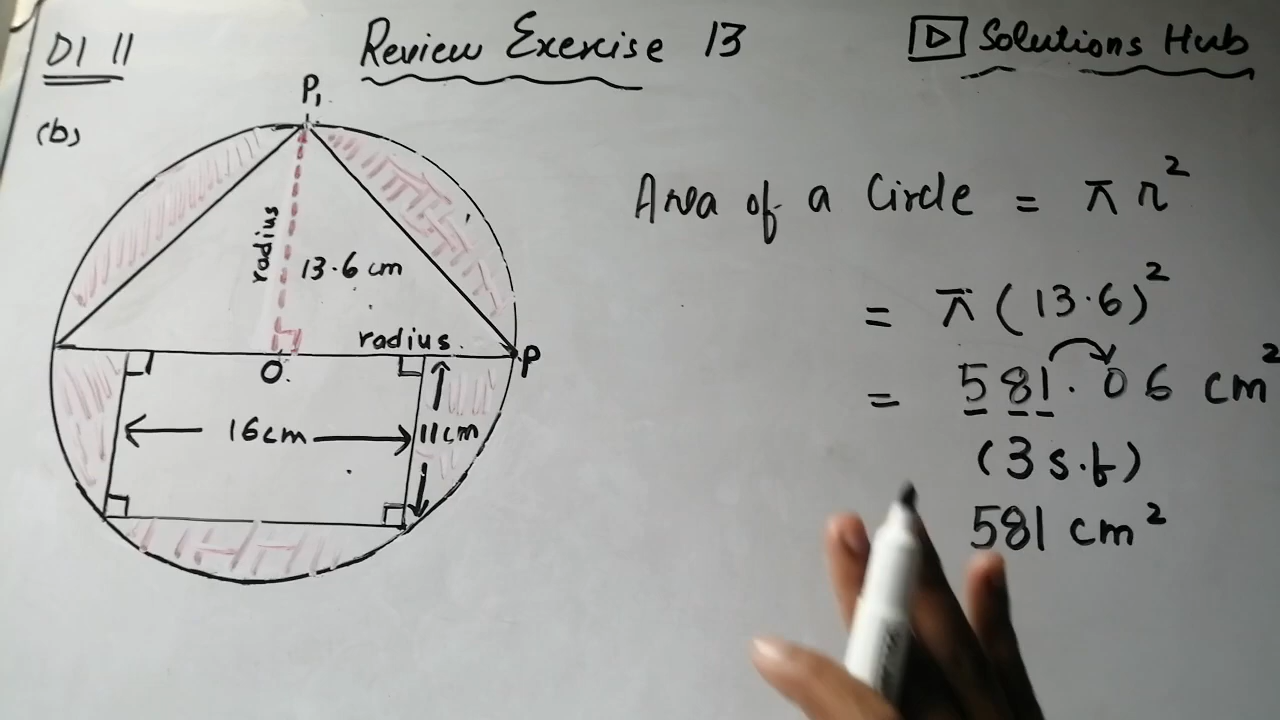 D1 11
Review Exercise 13
Solutions Hub
(b)
P₁
radius
13.6 cm
radius
O
P
16cm
11cm
Area of a Circle = π r²
= π (13.6)²
= 581.06 cm²
(3 s.f)
581 cm²